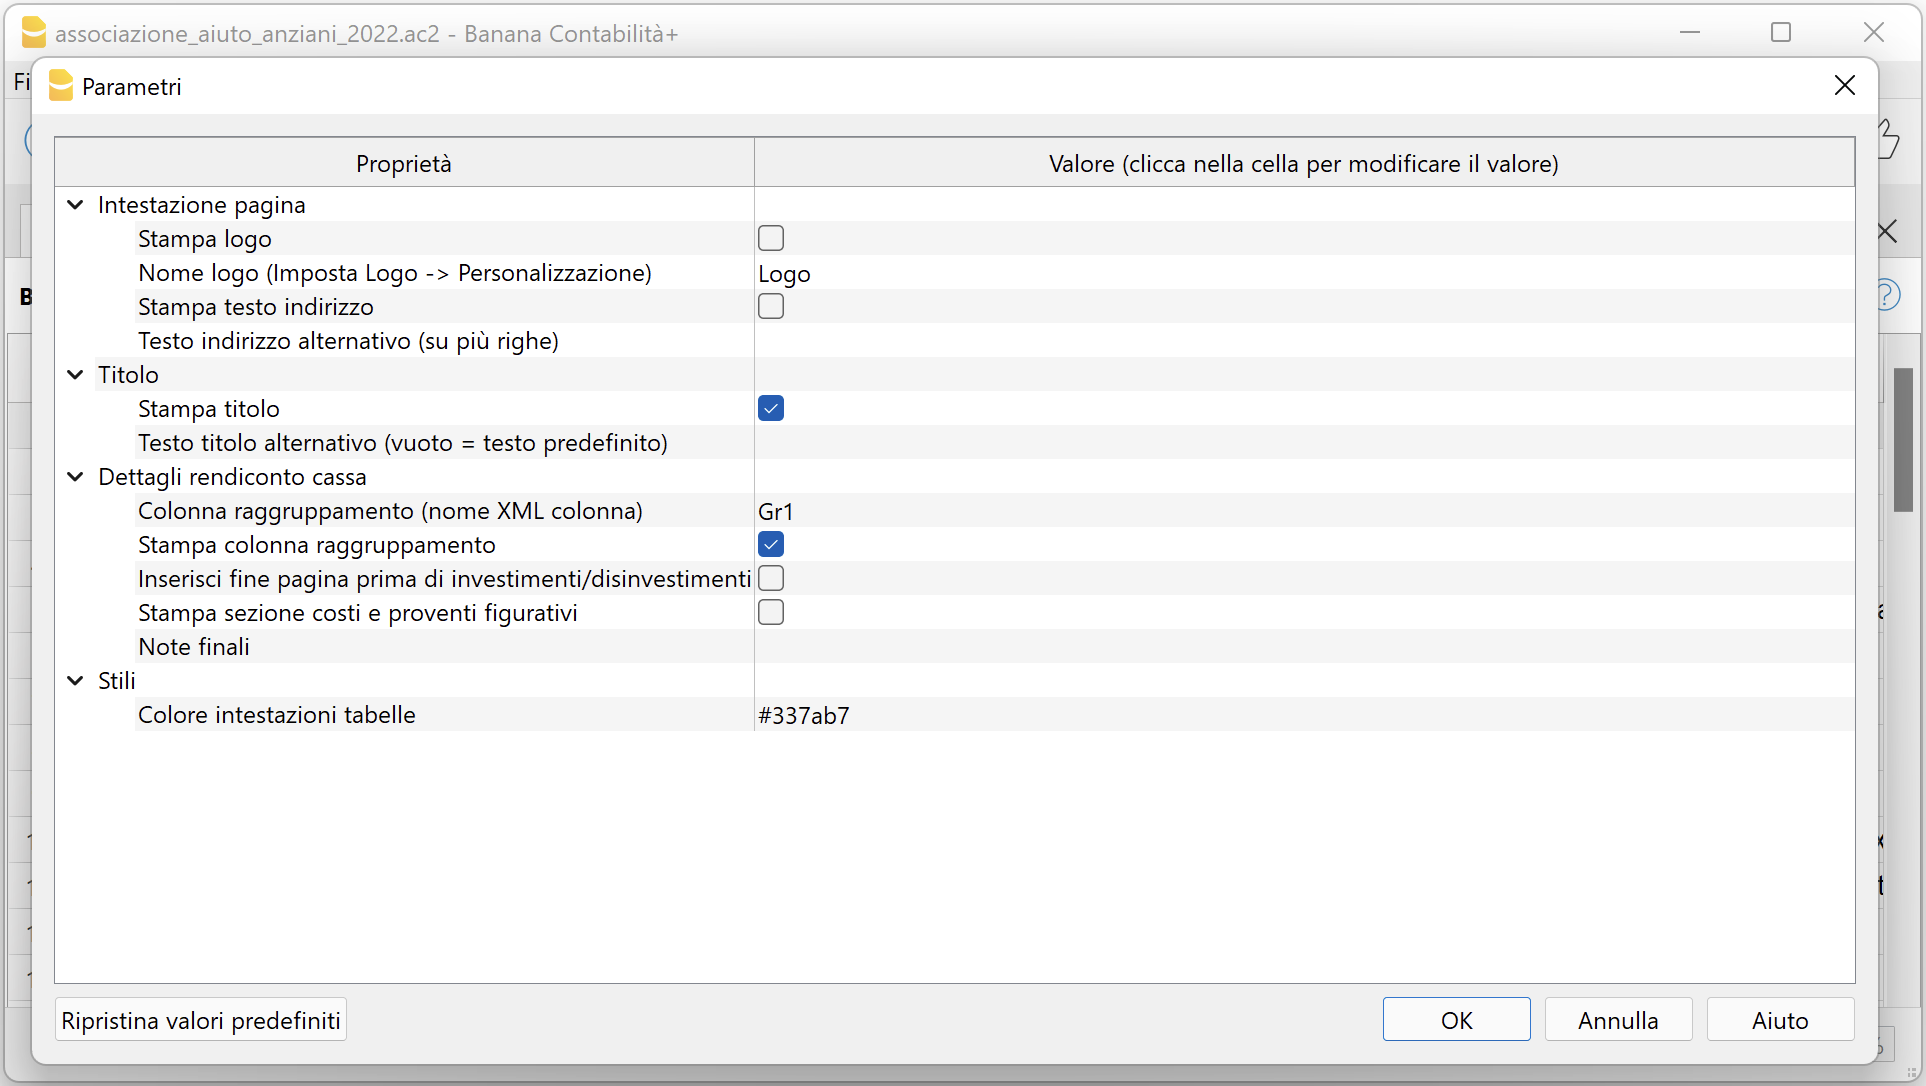 associazione_aiuto_anziani_2022.ac2 - Banana Contabilità+
Fi
Parametri
Proprietà
Valore (clicca nella cella per modificare il valore)
Intestazione pagina
Stampa logo
Nome logo (Imposta Logo -> Personalizzazione) Logo
Stampa testo indirizzo
B
?
Testo indirizzo alternativo (su più righe)
Titolo
Stampa titolo
Testo titolo alternativo (vuoto = testo predefinito)
Dettagli rendiconto cassa
Colonna raggruppamento (nome XML colonna) Gr1
Stampa colonna raggruppamento
Inserisci fine pagina prima di investimenti/disinvestimenti
Stampa sezione costi e proventi figurativi
Note finali
Stili
Colore intestazioni tabelle #337ab7
Ripristina valori predefiniti
OK
Annulla
Aiuto